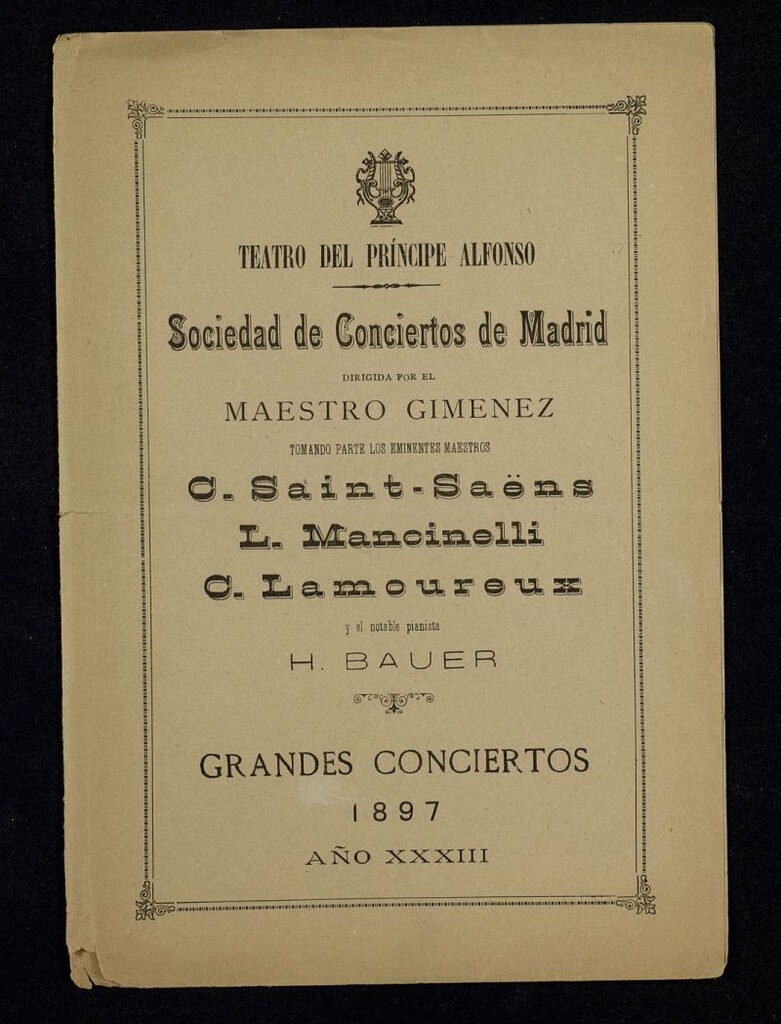 TEATRO DEL PRÍNCIPE ALFONSO
Sociedad de Conciertos de Madrid
DIRIGIDA POR EL
MAESTRO GIMENEZ
TOMANDO PARTE LOS EMINENTES MAESTROS
C. Saint-Saëns
L. Mancinelli
C. Lamoureux
y el notable pianista
H. BAUER
GRANDES CONCIERTOS
1897
AÑO XXXIII